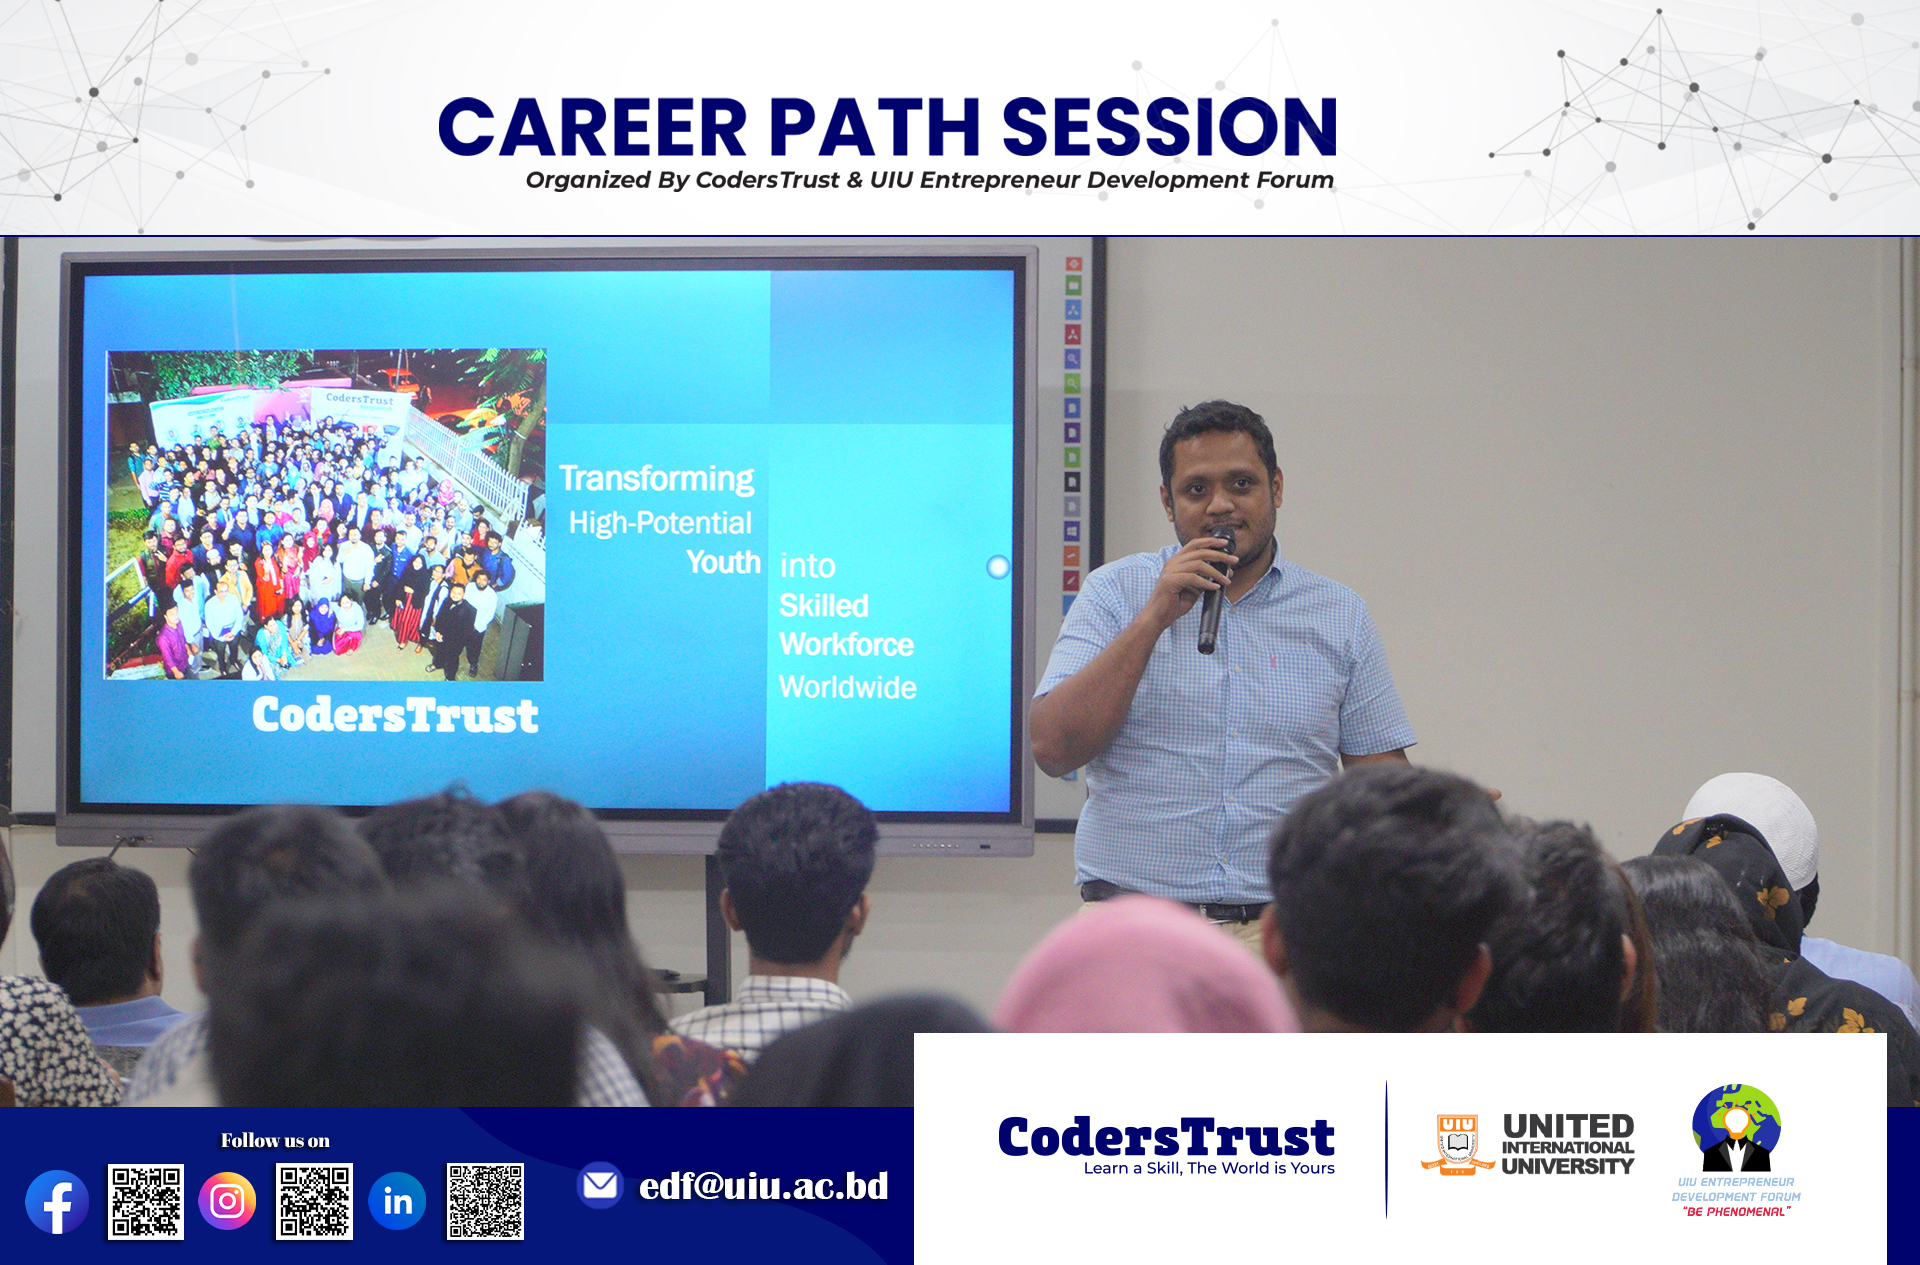 CAREER PATH SESSION
Organized By CodersTrust & UIU Entrepreneur Development Forum
CodersTrust
Transforming
High-Potential
Youth
into
Skilled
Workforce
Worldwide
CodersTrust
Follow us on
edf@uiu.ac.bd
CodersTrust
Learn a Skill, The World is Yours
UIU
UNITED
INTERNATIONAL
UNIVERSITY
UIU ENTREPRENEUR
DEVELOPMENT FORUM
"BE PHENOMENAL"